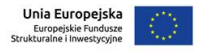 Unia Europejska
Europejskie Fundusze
Strukturalne i Inwestycyjne